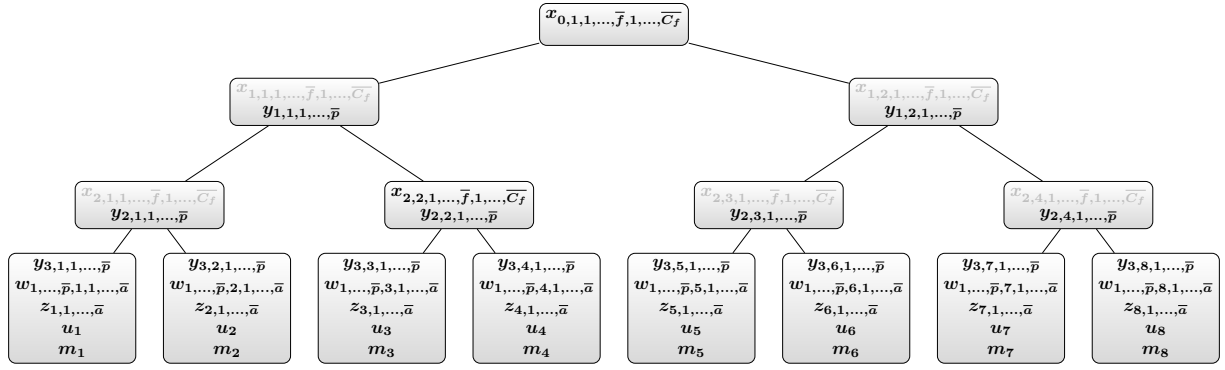 x_{0,1,1,...,\overline{f},1,...,\overline{C_f}}
x_{1,1,1,...,\overline{f},1,...,\overline{C_f}}
y_{1,1,1,...,\overline{p}}
x_{1,2,1,...,\overline{f},1,...,\overline{C_f}}
y_{1,2,1,...,\overline{p}}
x_{2,1,1,...,\overline{f},1,...,\overline{C_f}}
y_{2,1,1,...,\overline{p}}
x_{2,2,1,...,\overline{f},1,...,\overline{C_f}}
y_{2,2,1,...,\overline{p}}
x_{2,3,1,...,\overline{f},1,...,\overline{C_f}}
y_{2,3,1,...,\overline{p}}
x_{2,4,1,...,\overline{f},1,...,\overline{C_f}}
y_{2,4,1,...,\overline{p}}
y_{3,1,1,...,\overline{p}}
w_{1,...,\overline{p},1,1,...,\overline{a}}
z_{1,1,...,\overline{a}}
u_1
m_1
y_{3,2,1,...,\overline{p}}
w_{1,...,\overline{p},2,1,...,\overline{a}}
z_{2,1,...,\overline{a}}
u_2
m_2
y_{3,3,1,...,\overline{p}}
w_{1,...,\overline{p},3,1,...,\overline{a}}
z_{3,1,...,\overline{a}}
u_3
m_3
y_{3,4,1,...,\overline{p}}
w_{1,...,\overline{p},4,1,...,\overline{a}}
z_{4,1,...,\overline{a}}
u_4
m_4
y_{3,5,1,...,\overline{p}}
w_{1,...,\overline{p},5,1,...,\overline{a}}
z_{5,1,...,\overline{a}}
u_5
m_5
y_{3,6,1,...,\overline{p}}
w_{1,...,\overline{p},6,1,...,\overline{a}}
z_{6,1,...,\overline{a}}
u_6
m_6
y_{3,7,1,...,\overline{p}}
w_{1,...,\overline{p},7,1,...,\overline{a}}
z_{7,1,...,\overline{a}}
u_7
m_7
y_{3,8,1,...,\overline{p}}
w_{1,...,\overline{p},8,1,...,\overline{a}}
z_{8,1,...,\overline{a}}
u_8
m_8